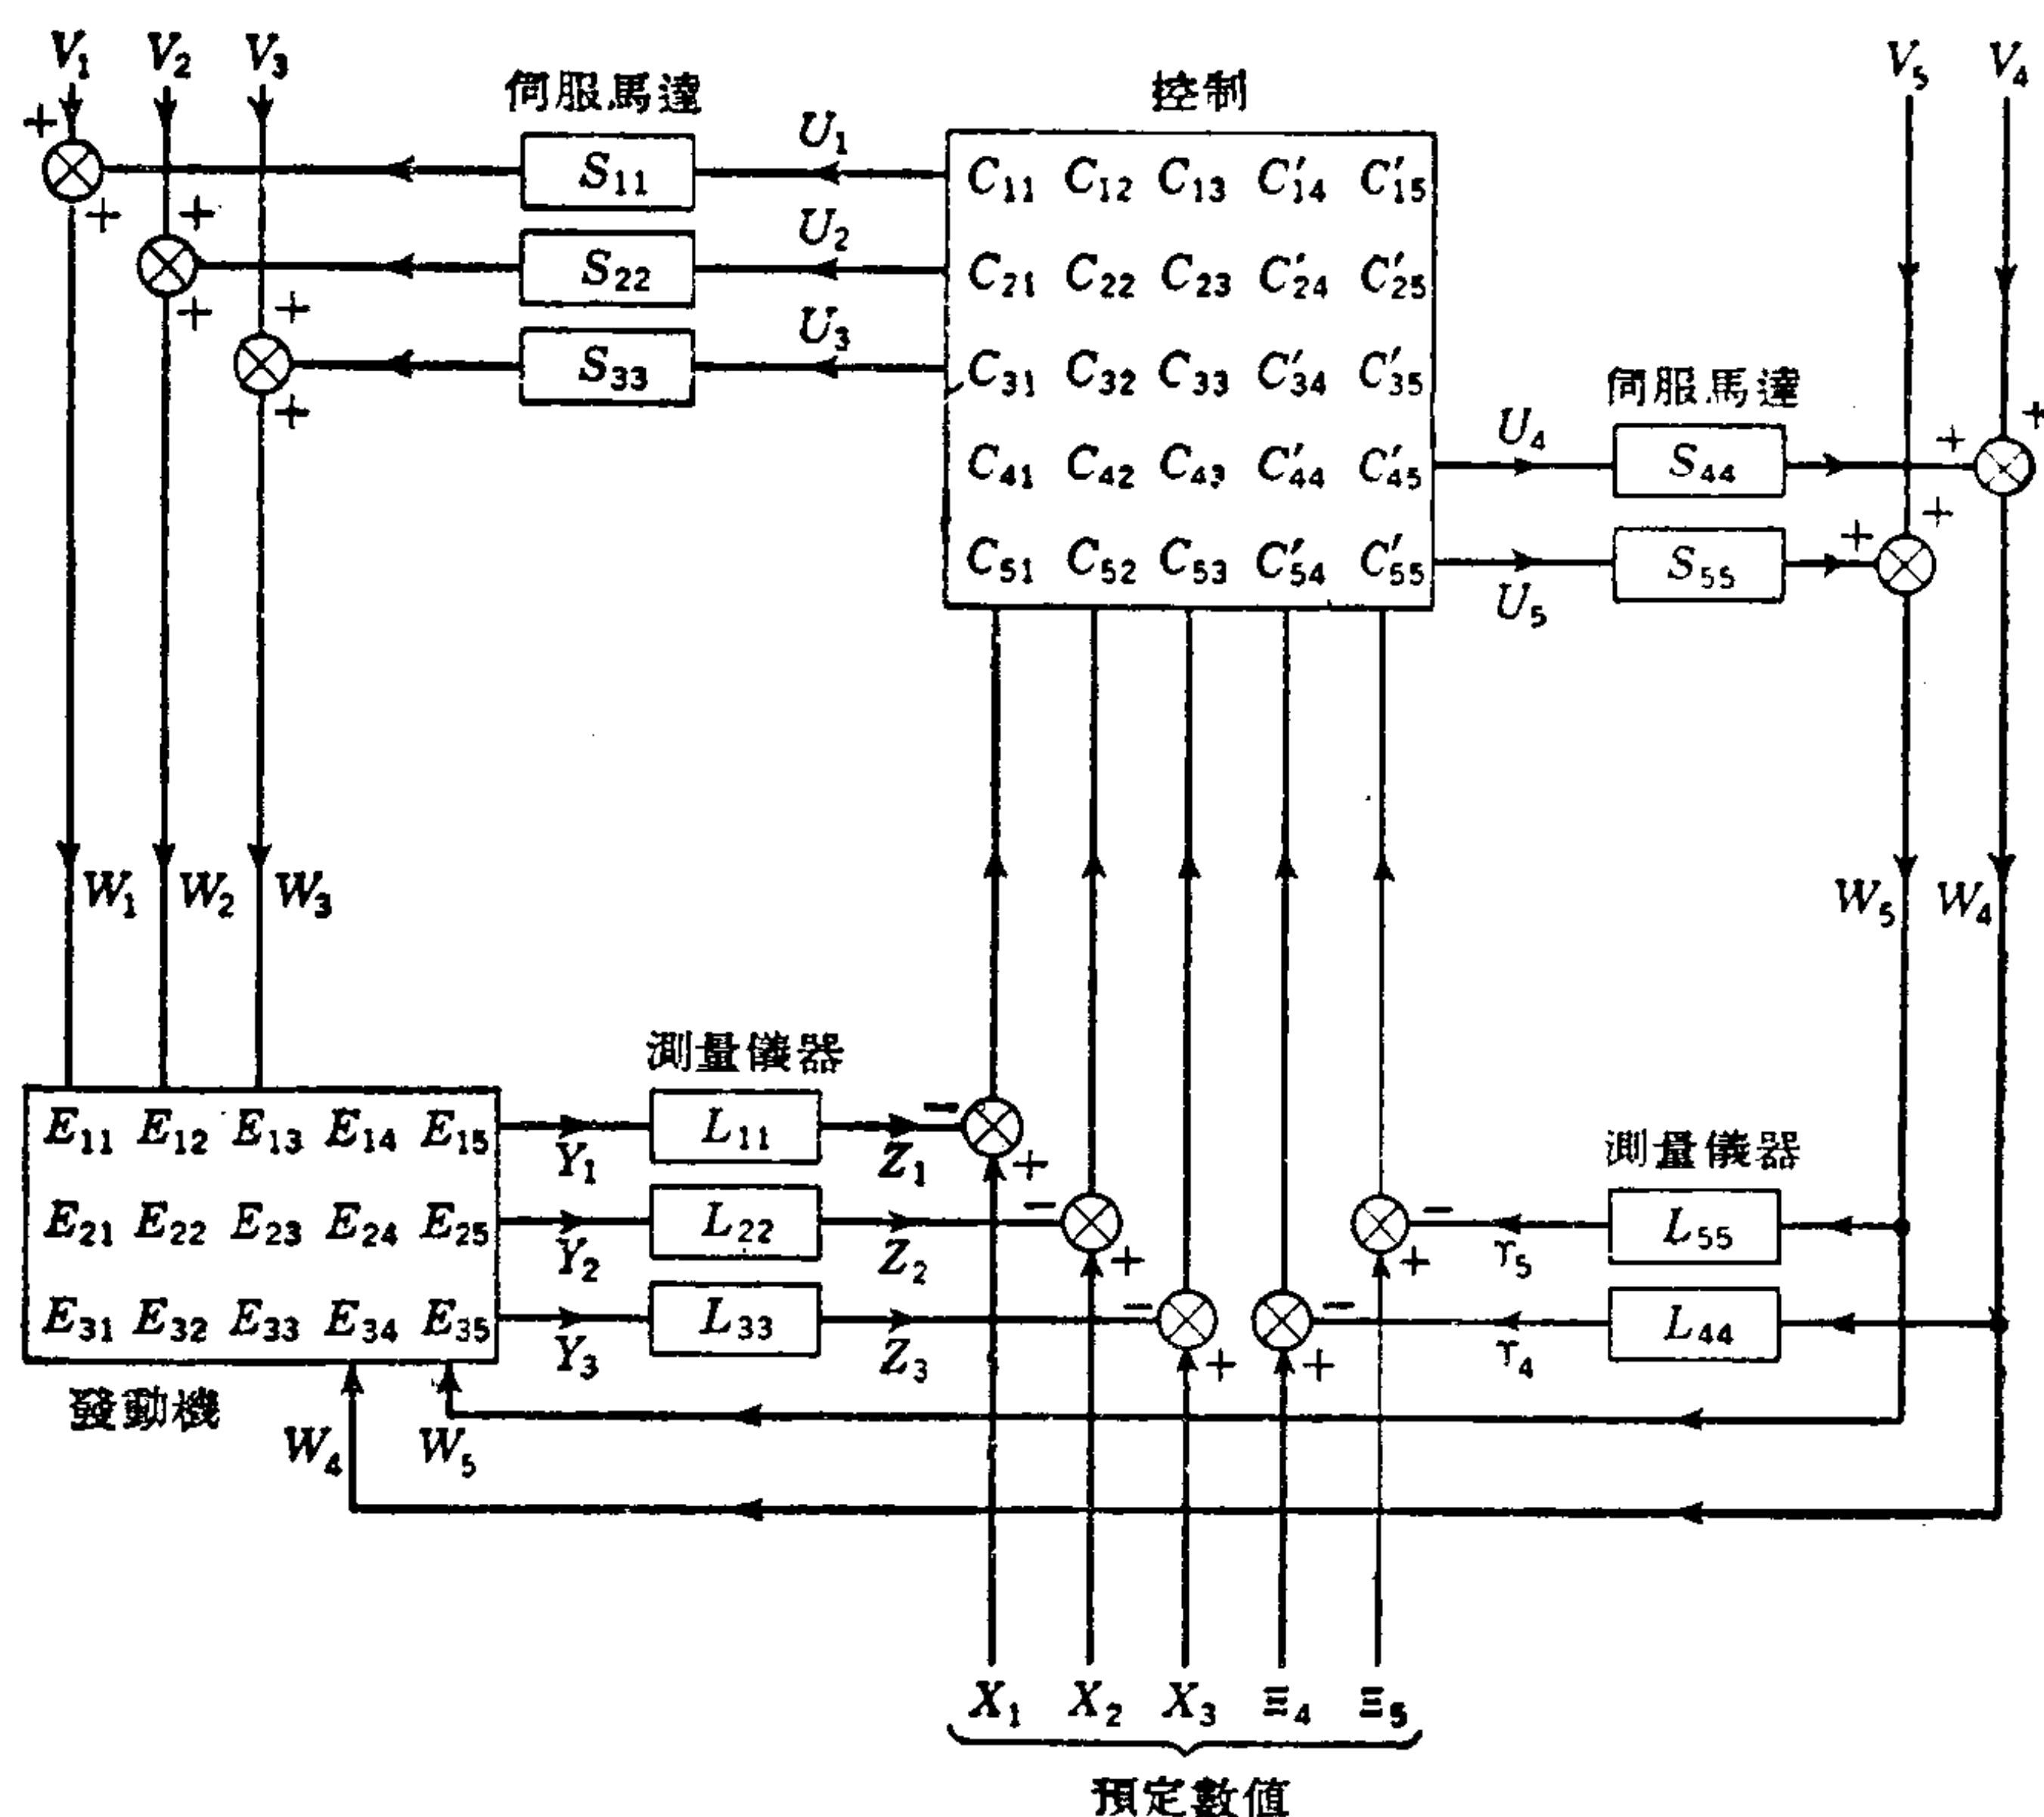 V₁ V₂ V₃ V₅ V₄
伺服馬達 控制
+ S₁₁ U₁ C₁₁ C₁₂ C₁₃ C′₁₄ C′₁₅
+ +
S₂₂ U₂ C₂₁ C₂₂ C₂₃ C′₂₄ C′₂₅
+ +
S₃₃ U₃ C₃₁ C₃₂ C₃₃ C′₃₄ C′₃₅
+
伺服馬達
C₄₁ C₄₂ C₄₃ C′₄₄ C′₄₅ U₄ S₄₄ + +
C₅₁ C₅₂ C₅₃ C′₅₄ C′₅₅ U₅ S₅₅ + +
W₁ W₂ W₃ W₅ W₄
測量儀器
E₁₁ E₁₂ E₁₃ E₁₄ E₁₅ Y₁ L₁₁ Z₁ − +
測量儀器
E₂₁ E₂₂ E₂₃ E₂₄ E₂₅ Y₂ L₂₂ Z₂ − + + − Υ₅ L₅₅
E₃₁ E₃₂ E₃₃ E₃₄ E₃₅ Y₃ L₃₃ Z₃ − + + − Υ₄ L₄₄
發動機
W₄ W₅
X₁ X₂ X₃ Ξ₄ Ξ₅
預定數值